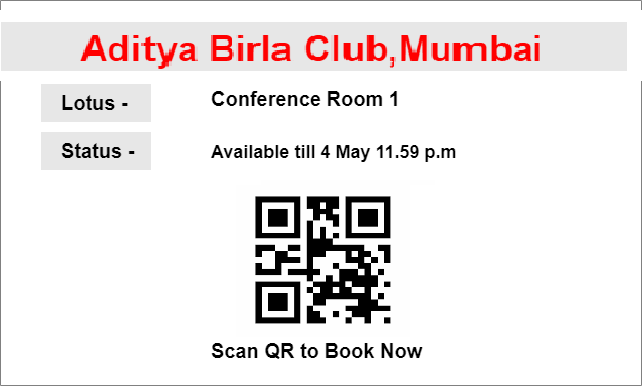 Aditya Birla Club,Mumbai
Lotus - Conference Room 1
Status - Available till 4 May 11.59 p.m
Scan QR to Book Now